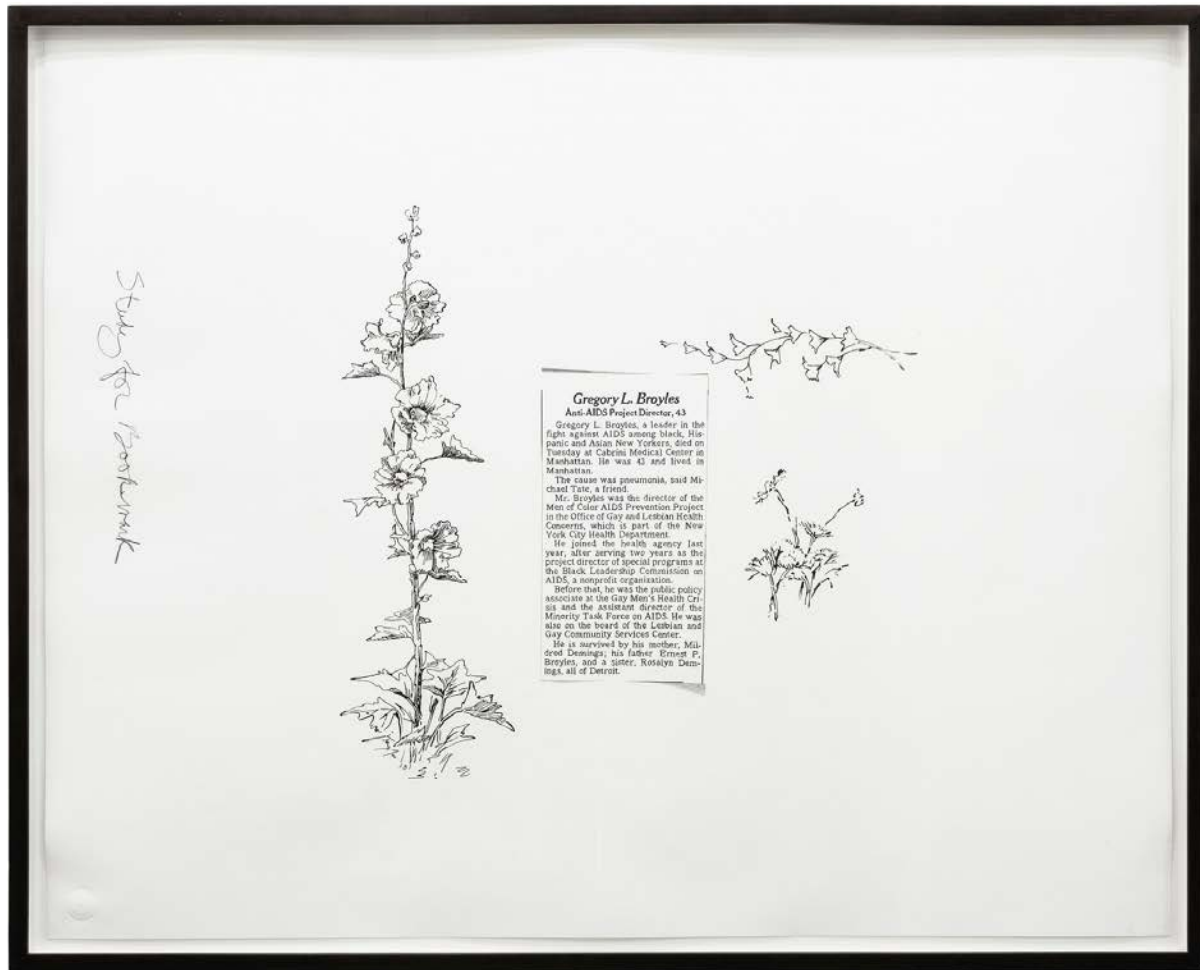 Study for Bookmark
Gregory L. Broyles
Anti-AIDS Project Director, 43
Gregory L. Broyles, a leader in the
fight against AIDS among black, His-
panic and Asian New Yorkers, died on
Tuesday at Cabrini Medical Center in
Manhattan. He was 43 and lived in
Manhattan.
The cause was pneumonia, said Mi-
chael Tate, a friend.
Mr. Broyles was the director of the
Men of Color AIDS Prevention Project
in the Office of Gay and Lesbian Health
Concerns, which is part of the New
York City Health Department.
He joined the health agency last
year, after serving two years as the
project director of special programs at
the Black Leadership Commission on
AIDS, a nonprofit organization.
Before that, he was the public policy
associate at the Gay Men's Health Cri-
sis and the assistant director of the
Minority Task Force on AIDS. He was
also on the board of the Lesbian and
Gay Community Services Center.
He is survived by his mother, Mil-
dred Demings; his father Ernest P.
Broyles, and a sister, Rosalyn Dem-
ings, all of Detroit.